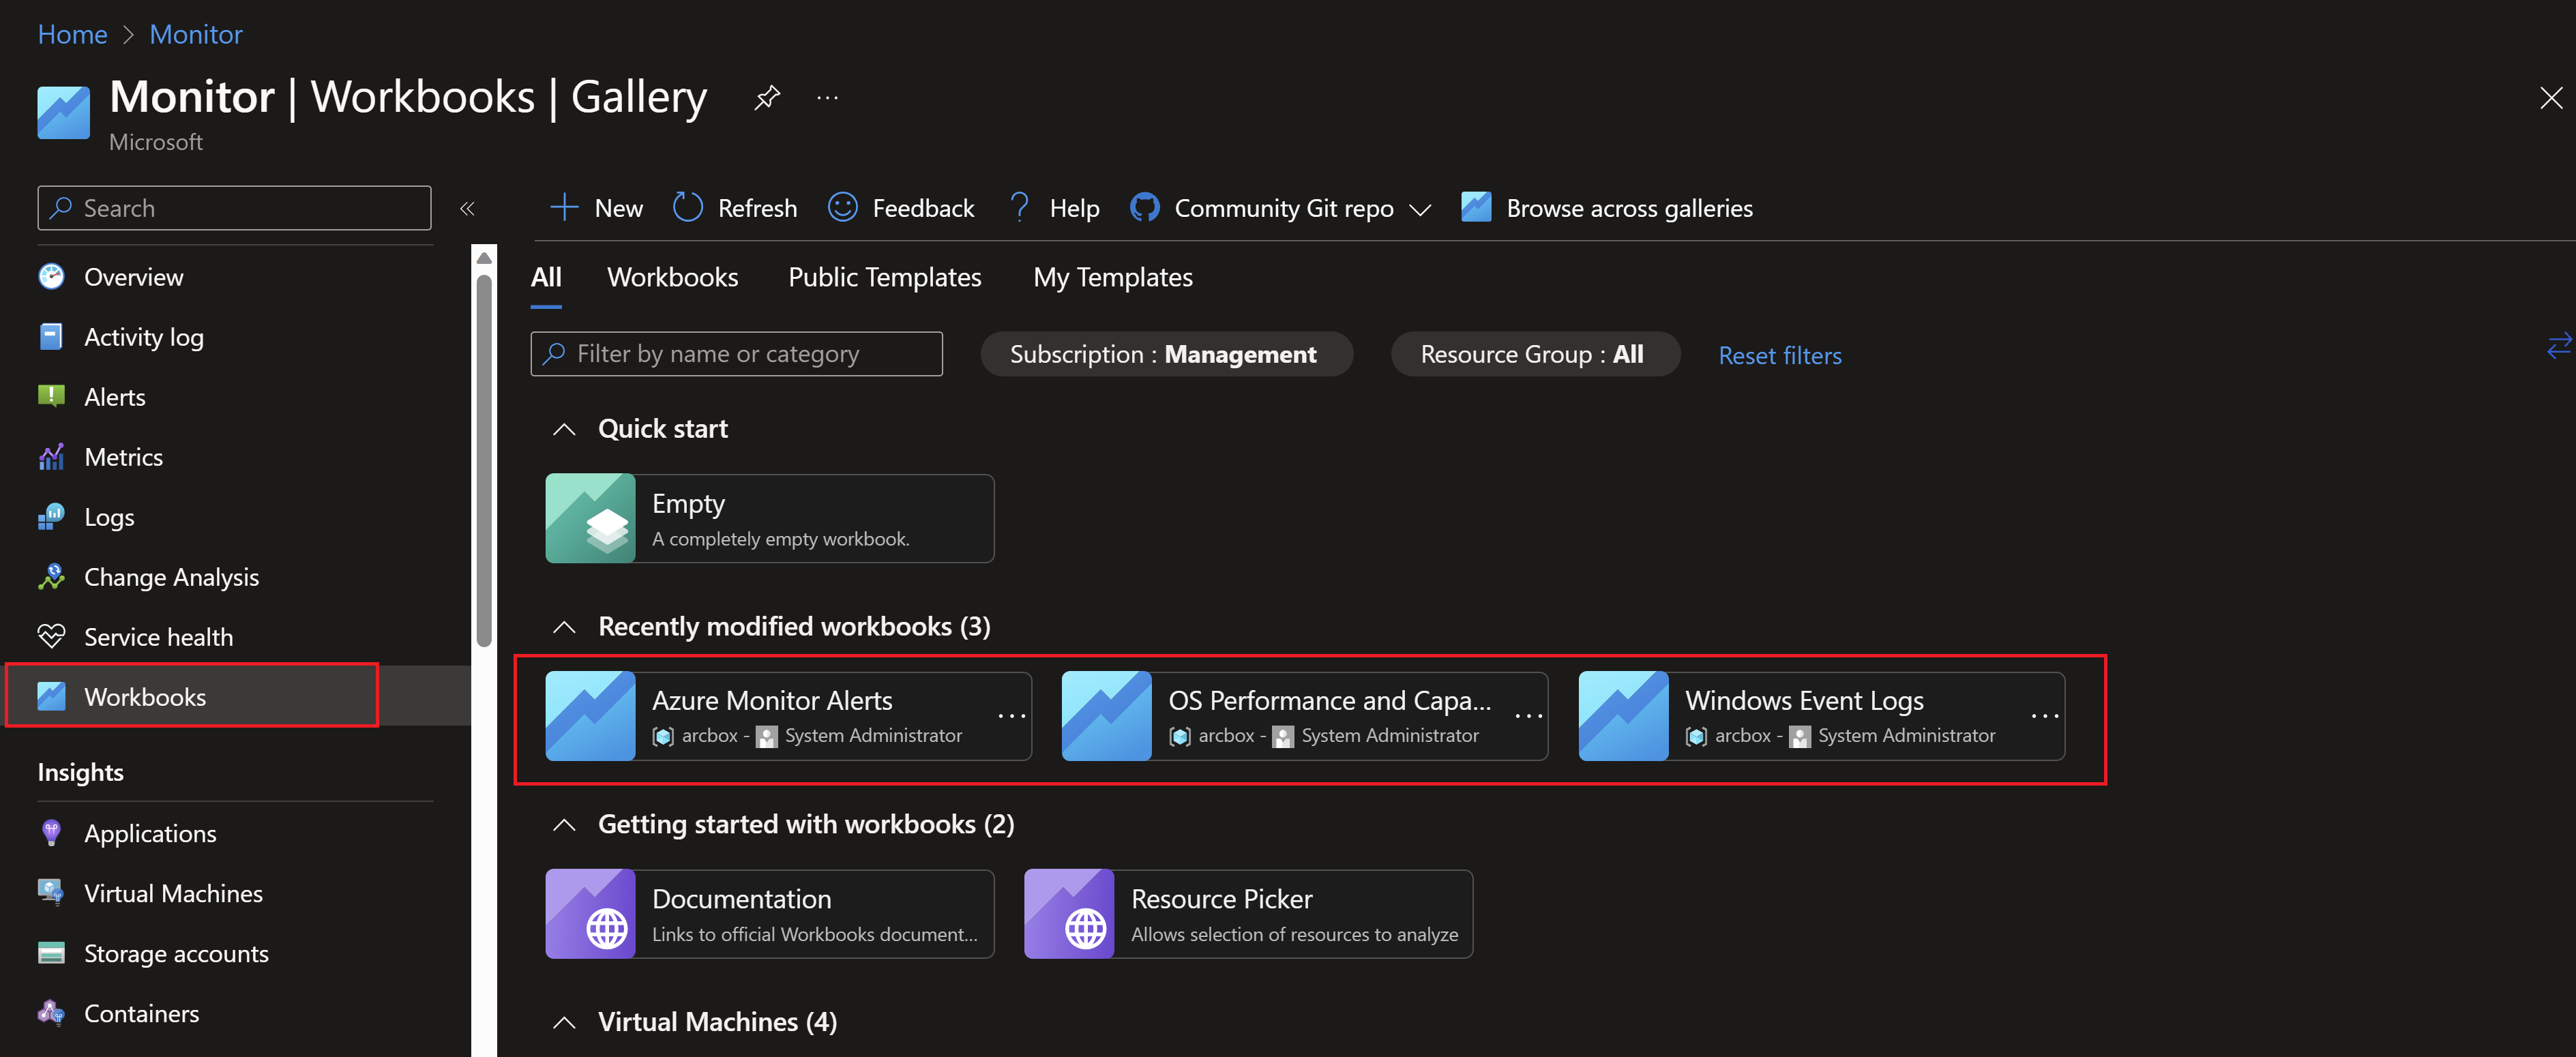 Home > Monitor
Monitor | Workbooks | Gallery ...
Microsoft
Search
«
Overview
Activity log
Alerts
Metrics
Logs
Change Analysis
Service health
Workbooks
Insights
Applications
Virtual Machines
Storage accounts
Containers
New Refresh Feedback Help Community Git repo Browse across galleries
All Workbooks Public Templates My Templates
Filter by name or category Subscription : Management Resource Group : All Reset filters
Quick start
Empty
A completely empty workbook.
Recently modified workbooks (3)
Azure Monitor Alerts
arcbox - System Administrator
...
OS Performance and Capa...
arcbox - System Administrator
...
Windows Event Logs
arcbox - System Administrator
...
Getting started with workbooks (2)
Documentation
Links to official Workbooks document...
Resource Picker
Allows selection of resources to analyze
Virtual Machines (4)